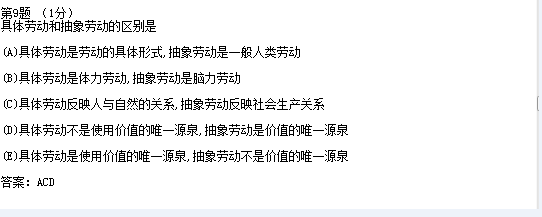 第9题 （1分）
具体劳动和抽象劳动的区别是
(A)具体劳动是劳动的具体形式,抽象劳动是一般人类劳动
(B)具体劳动是体力劳动,抽象劳动是脑力劳动
(C)具体劳动反映人与自然的关系,抽象劳动反映社会生产关系
(D)具体劳动不是使用价值的唯一源泉,抽象劳动是价值的唯一源泉
(E)具体劳动是使用价值的唯一源泉,抽象劳动不是价值的唯一源泉
答案: ACD